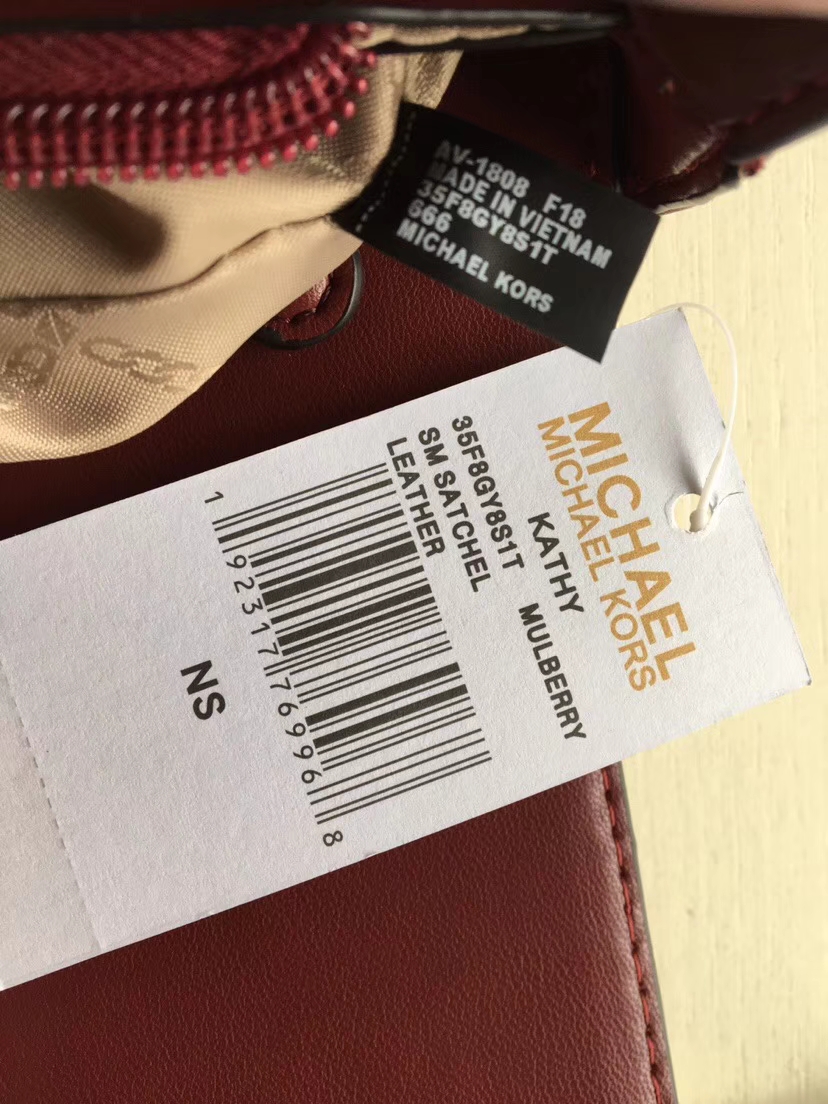 AV-1808 F18
MADE IN VIETNAM
35F8GY8S1T
666
MICHAEL KORS
MICHAEL
MICHAEL KORS
KATHY MULBERRY
35F8GY8S1T
SM SATCHEL
LEATHER
1 92317 76996 8
NS